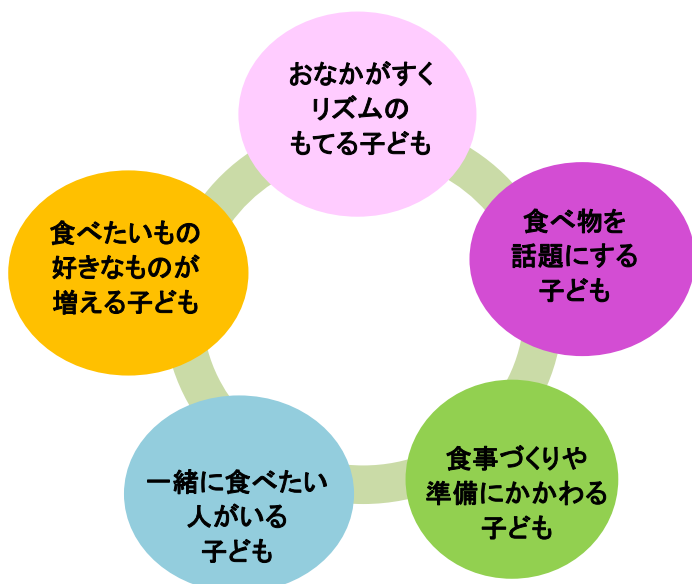 おなかがすく
リズムの
もてる子ども
食べ物を
話題にする
子ども
食事づくりや
準備にかかわる
子ども
一緒に食べたい
人がいる
子ども
食べたいもの
好きなものが
増える子ども